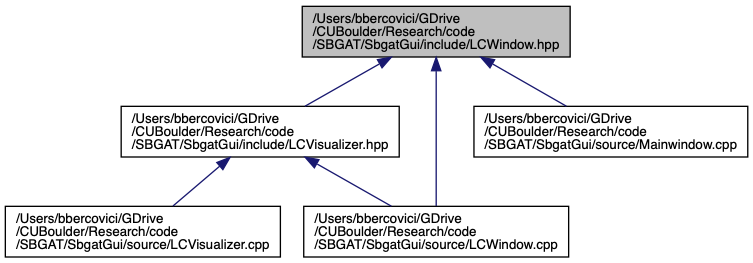 /Users/bbercovici/GDrive
/CUBoulder/Research/code
/SBGAT/SbgatGui/include/LCWindow.hpp
/Users/bbercovici/GDrive
/CUBoulder/Research/code
/SBGAT/SbgatGui/include/LCVisualizer.hpp
/Users/bbercovici/GDrive
/CUBoulder/Research/code
/SBGAT/SbgatGui/source/Mainwindow.cpp
/Users/bbercovici/GDrive
/CUBoulder/Research/code
/SBGAT/SbgatGui/source/LCVisualizer.cpp
/Users/bbercovici/GDrive
/CUBoulder/Research/code
/SBGAT/SbgatGui/source/LCWindow.cpp